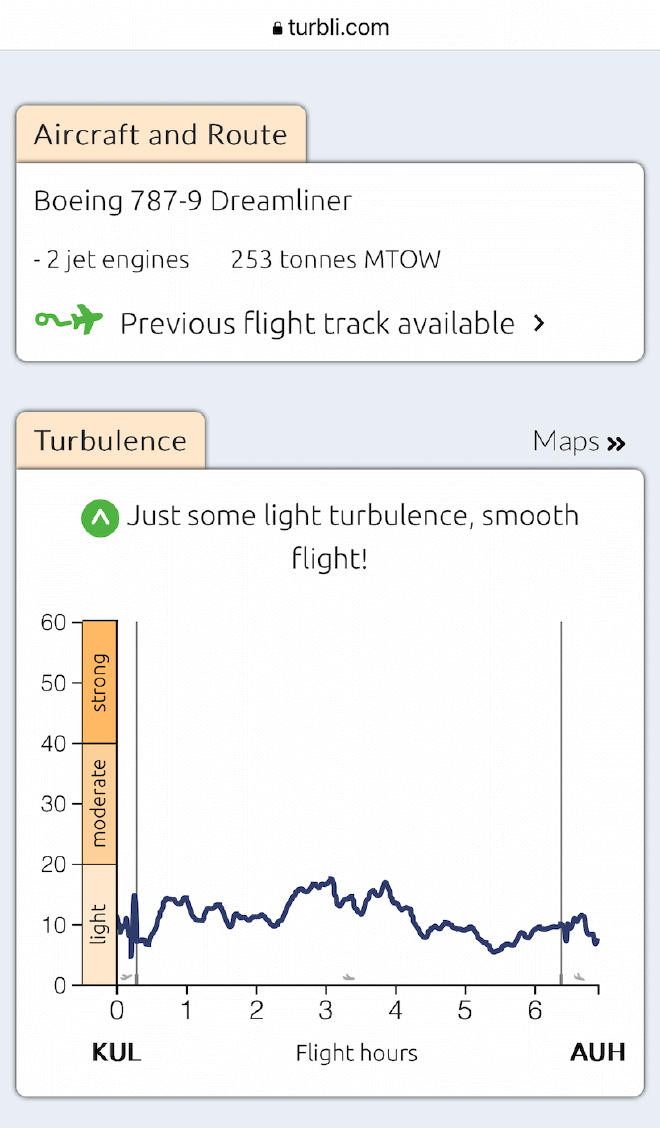 turbli.com
Aircraft and Route
Boeing 787-9 Dreamliner
- 2 jet engines 253 tonnes MTOW
Previous flight track available >
Turbulence
Maps »
Just some light turbulence, smooth
flight!
60
50
40
30
20
10
0
strong
moderate
light
0 1 2 3 4 5 6
KUL Flight hours AUH